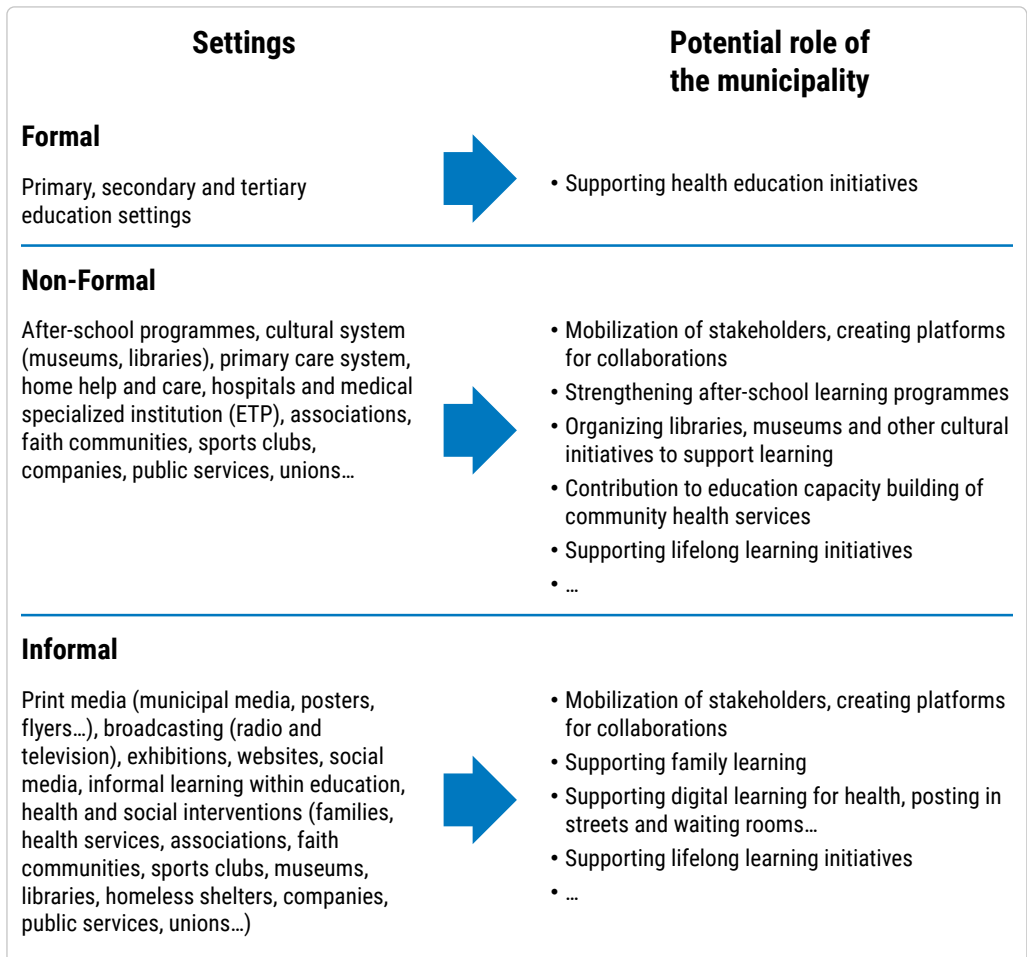 Settings
Potential role of
the municipality
Formal
Primary, secondary and tertiary
education settings
• Supporting health education initiatives
Non-Formal
After-school programmes, cultural system
(museums, libraries), primary care system,
home help and care, hospitals and medical
specialized institution (ETP), associations,
faith communities, sports clubs,
companies, public services, unions…
• Mobilization of stakeholders, creating platforms
for collaborations
• Strengthening after-school learning programmes
• Organizing libraries, museums and other cultural
initiatives to support learning
• Contribution to education capacity building of
community health services
• Supporting lifelong learning initiatives
• …
Informal
Print media (municipal media, posters,
flyers…), broadcasting (radio and
television), exhibitions, websites, social
media, informal learning within education,
health and social interventions (families,
health services, associations, faith
communities, sports clubs, museums,
libraries, homeless shelters, companies,
public services, unions…)
• Mobilization of stakeholders, creating platforms
for collaborations
• Supporting family learning
• Supporting digital learning for health, posting in
streets and waiting rooms…
• Supporting lifelong learning initiatives
• …